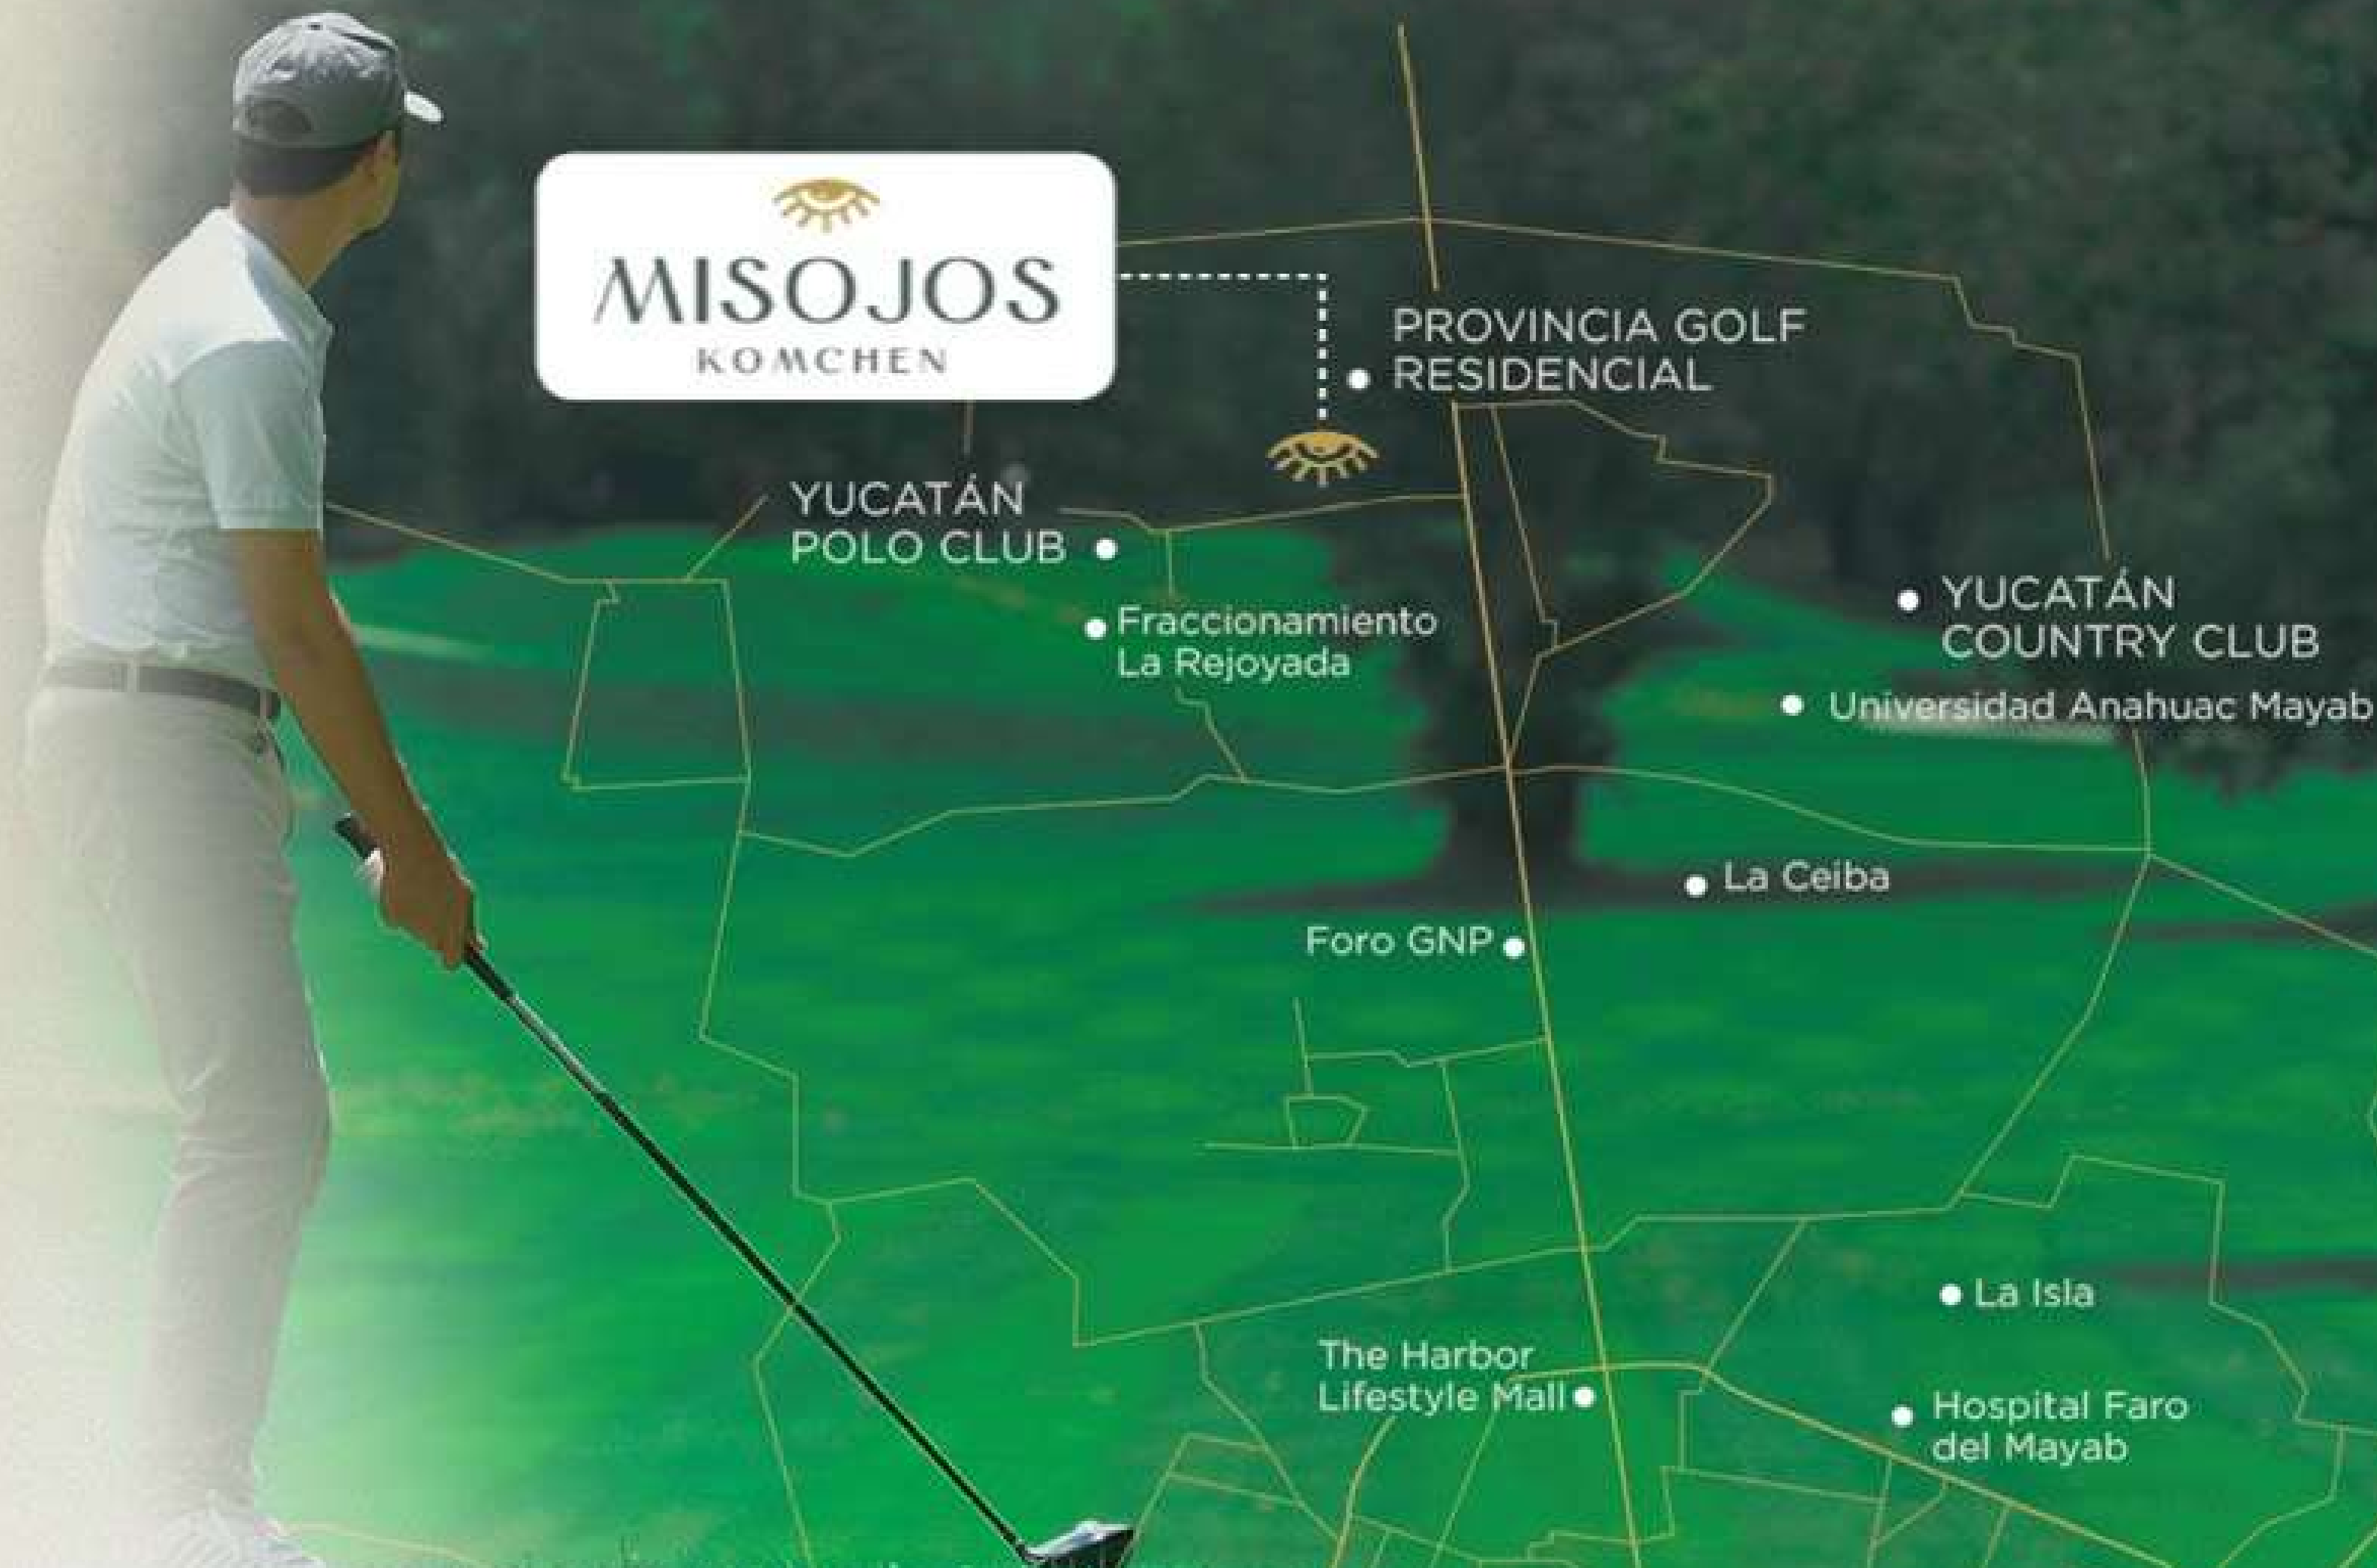 MISOJOS
KOMCHEN
PROVINCIA GOLF
RESIDENCIAL
YUCATÁN
POLO CLUB
Fraccionamiento
La Rejoyada
YUCATÁN
COUNTRY CLUB
Universidad Anahuac Mayab
La Ceiba
Foro GNP
La Isla
The Harbor
Lifestyle Mall
Hospital Faro
del Mayab